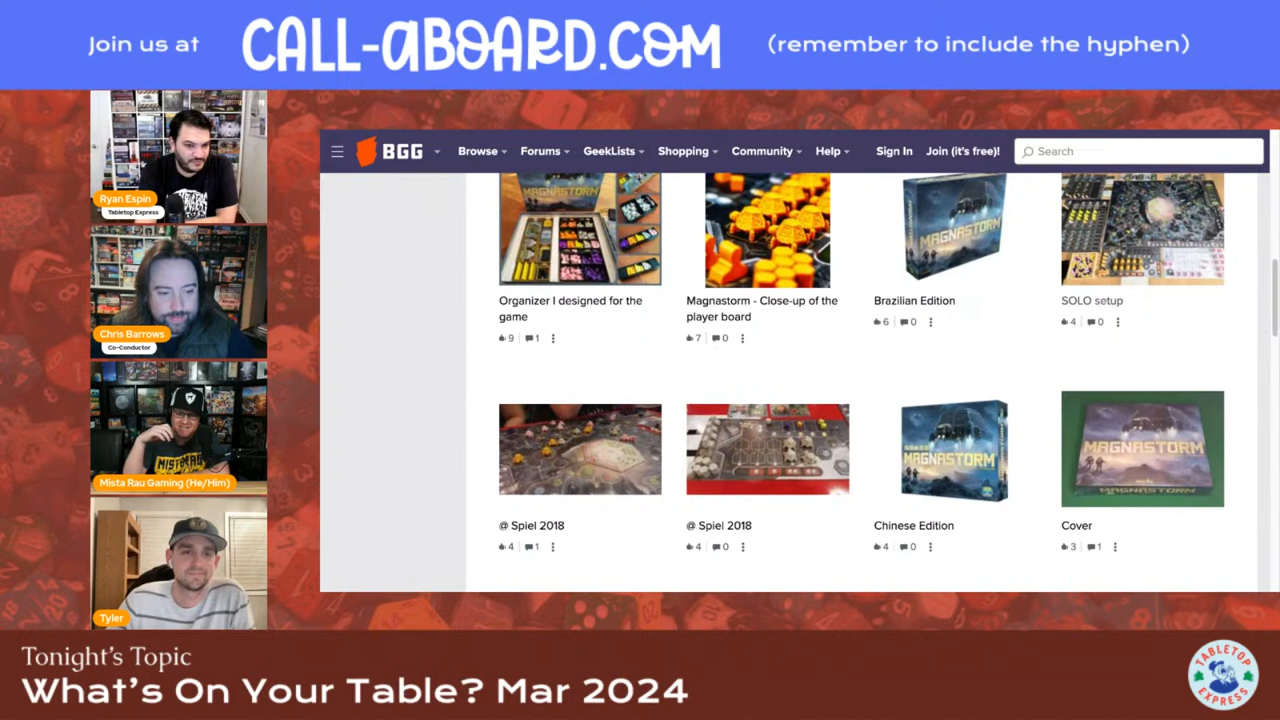 Join us at CALL-aBOARD.COM (remember to include the hyphen)
Ryan Espin
Tabletop Express
Chris Barrows
Co-Conductor
MISTARAU
Mista Rau Gaming (He/Him)
Tyler
BGG Browse Forums GeekLists Shopping Community Help Sign In Join (it's free)! Search
MAGNASTORM
MAGNASTORM
Organizer I designed for the game
9 1
Magnastorm - Close-up of the player board
7 0
Brazilian Edition
6 0
SOLO setup
4 0
MAGNASTORM
MAGNASTORM
MAGNASTORM
@ Spiel 2018
4 1
@ Spiel 2018
4 0
Chinese Edition
4 0
Cover
3 1
Tonight's Topic
What's On Your Table? Mar 2024
TABLETOP
EXPRESS